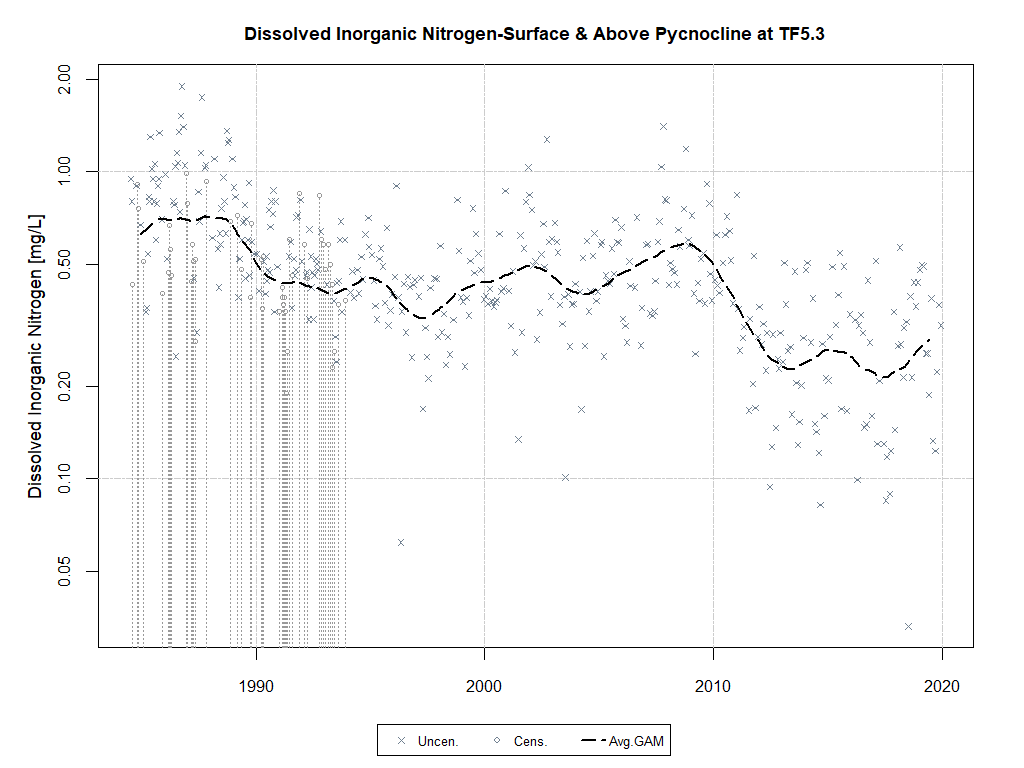 Dissolved Inorganic Nitrogen-Surface & Above Pycnocline at TF5.3
Dissolved Inorganic Nitrogen [mg/L]
2.00
1.00
0.50
0.20
0.10
0.05
1990 2000 2010 2020
Uncen. Cens. Avg.GAM